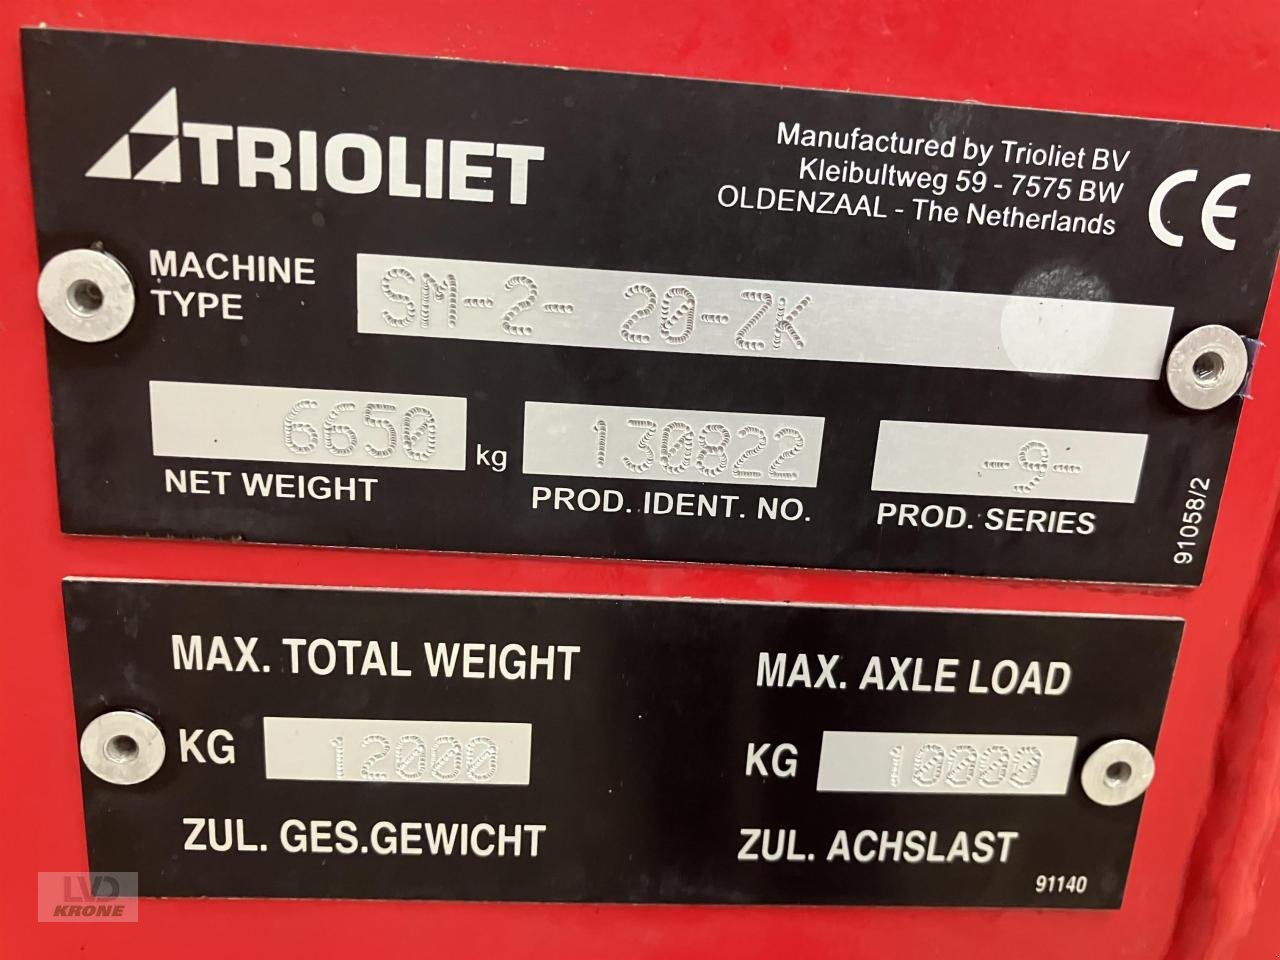 TRIOLIET
Manufactured by Trioliet BV
Kleibultweg 59 - 7575 BW
OLDENZAAL - The Netherlands
CE
MACHINE
TYPE
SM-2- 20-ZK
6650 kg
NET WEIGHT
130822
PROD. IDENT. NO.
-9-
PROD. SERIES
91058/2
MAX. TOTAL WEIGHT
KG 12000
ZUL. GES.GEWICHT
MAX. AXLE LOAD
KG 10000
ZUL. ACHSLAST
91140
LVD
KRONE